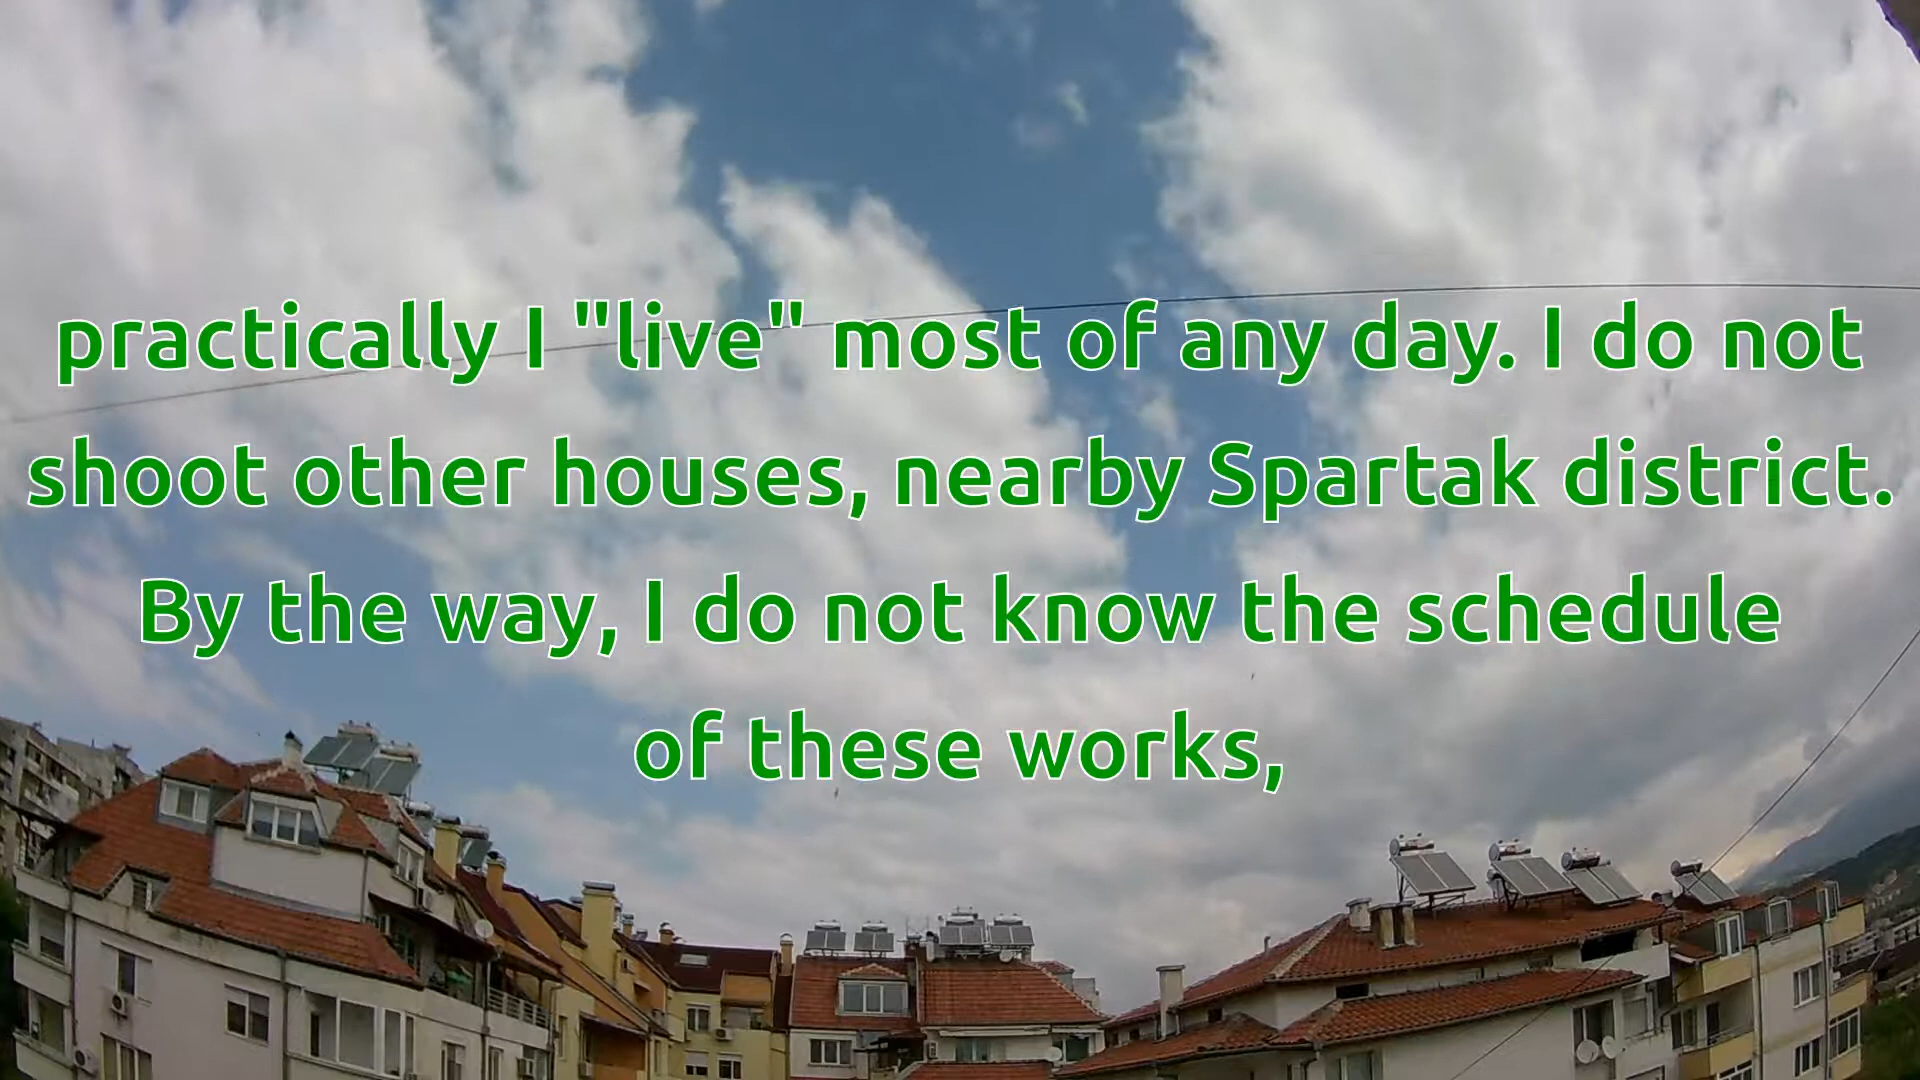 practically I "live" most of any day. I do not
shoot other houses, nearby Spartak district.
By the way, I do not know the schedule
of these works,